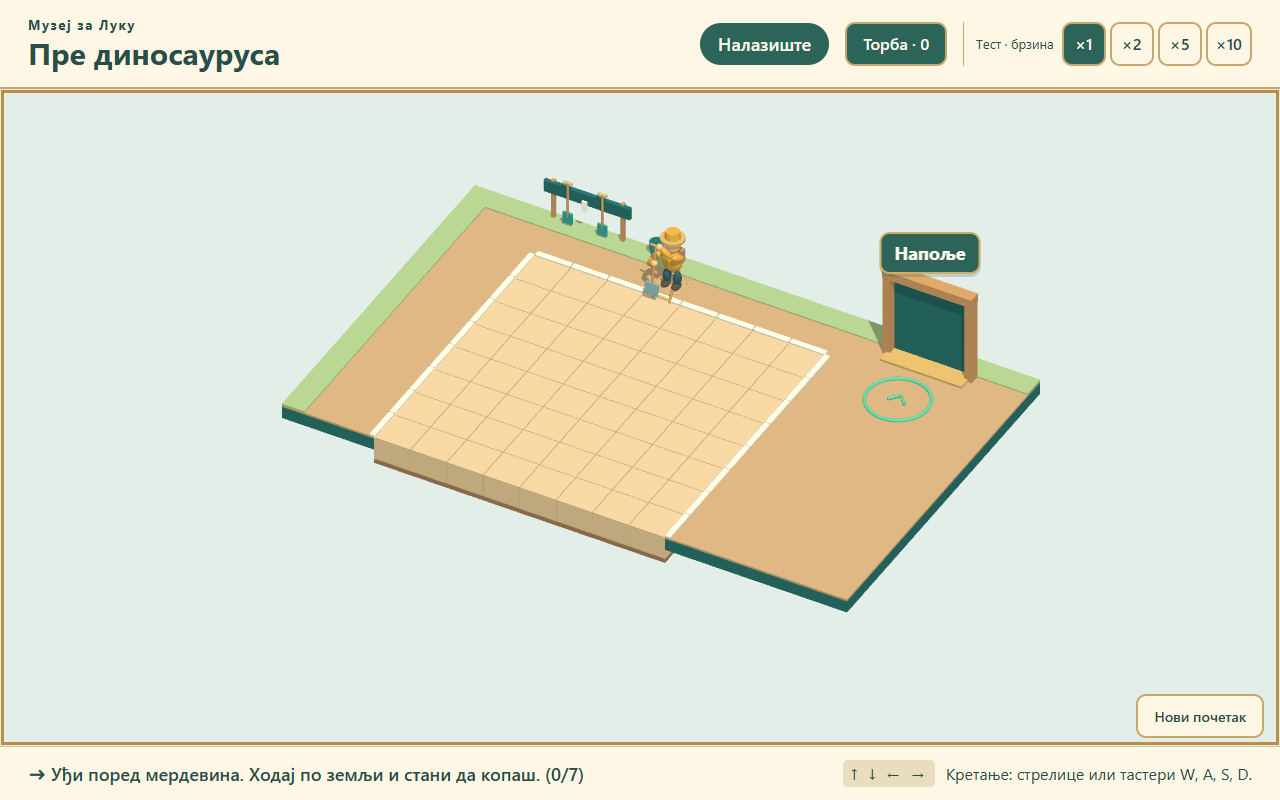 Музеј за Луку
Пре диносауруса
Налазиште
Торба · 0
Тест · брзина
×1
×2
×5
×10
Напоље
Нови почетак
→ Уђи поред мердевина. Ходај по земљи и стани да копаш. (0/7)
↑ ↓ ← →
Кретање: стрелице или тастери W, A, S, D.